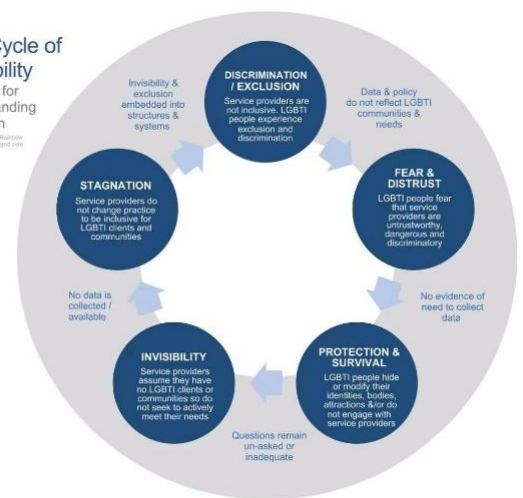 ycle of
bility
for
anding
n
Rainbow
DISCRIMINATION
/ EXCLUSION
Service providers are
not inclusive. LGBTI
people experience
exclusion and
discrimination
Data & policy
do not reflect LGBTI
communities &
needs
FEAR &
DISTRUST
LGBTI people fear
that service
providers are
untrustworthy,
dangerous and
discriminatory
No evidence of
need to collect
data
PROTECTION &
SURVIVAL
LGBTI people hide
or modify their
identities, bodies,
attractions &/or do
not engage with
service providers
Questions remain
un-asked or
inadequate
INVISIBILITY
Service providers
assume they have
no LGBTI clients or
communities so do
not seek to actively
meet their needs
No data is
collected /
available
STAGNATION
Service providers do
not change practice
to be inclusive for
LGBTI clients and
communities
Invisibility &
exclusion
embedded into
structures &
systems